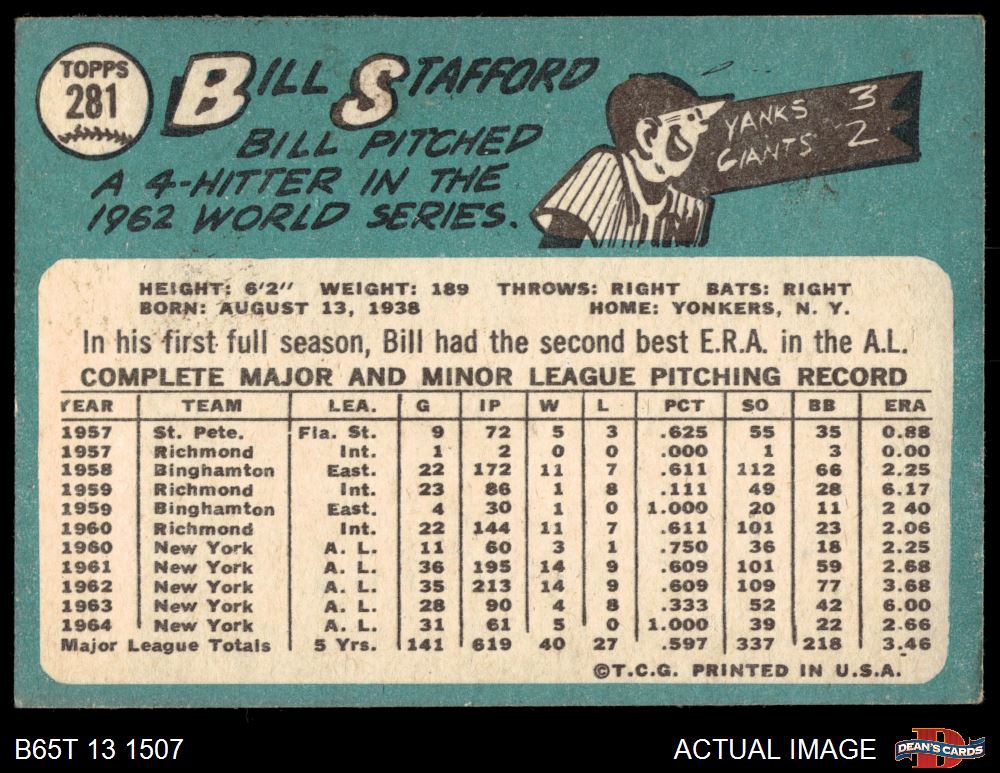 TOPPS
281
BILL STAFFORD
BILL PITCHED
A 4-HITTER IN THE
1962 WORLD SERIES.
YANKS 3
GIANTS 2
HEIGHT: 6'2" WEIGHT: 189 THROWS: RIGHT BATS: RIGHT
BORN: AUGUST 13, 1938 HOME: YONKERS, N. Y.
In his first full season, Bill had the second best E.R.A. in the A.L.
COMPLETE MAJOR AND MINOR LEAGUE PITCHING RECORD
YEAR TEAM LEA. G IP W L PCT SO BB ERA
1957 St. Pete. Fla. St. 9 72 5 3 .625 55 35 0.88
1957 Richmond Int. 1 2 0 0 .000 1 3 0.00
1958 Binghamton East. 22 172 11 7 .611 112 66 2.25
1959 Richmond Int. 23 86 1 8 .111 49 28 6.17
1959 Binghamton East. 4 30 1 0 1.000 20 11 2 40
1960 Richmond Int. 22 144 11 7 .611 101 23 2.06
1960 New York A. L. 11 60 3 1 .750 36 18 2.25
1961 New York A. L. 36 195 14 9 .609 101 59 2.68
1962 New York A. L. 35 213 14 9 .609 109 77 3.68
1963 New York A. L. 28 90 4 8 .333 52 42 6.00
1964 New York A. L. 31 61 5 0 1.000 39 22 2.66
Major League Totals 5 Yrs. 141 619 40 27 .597 337 218 3.46
©T.C.G. PRINTED IN U.S.A.
B65T 13 1507
ACTUAL IMAGE
D
DEAN'S CARDS